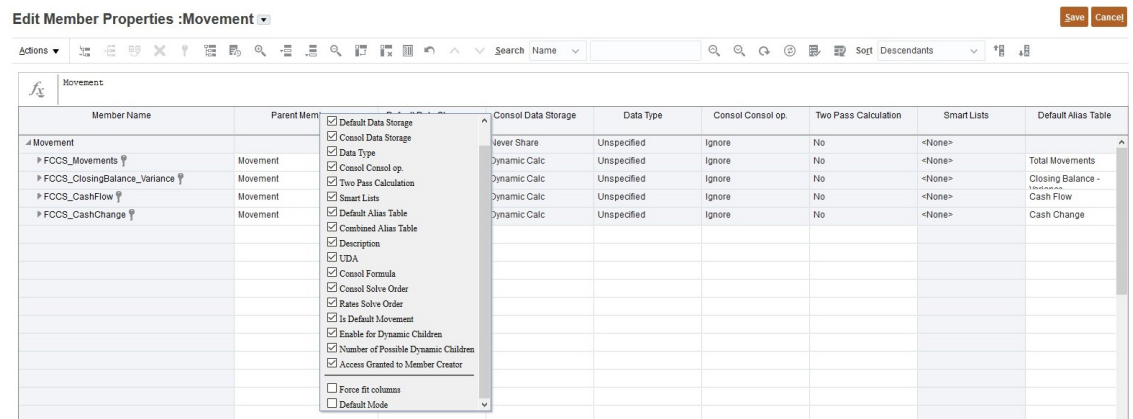 Edit Member Properties :Movement
Save Cancel
Actions Search Name Sort Descendants
fx Movement
Member Name Parent Mem Consol Data Storage Data Type Consol Consol op. Two Pass Calculation Smart Lists Default Alias Table
Movement Never Share Unspecified Ignore No <None>
FCCS_Movements Movement Dynamic Calc Unspecified Ignore No <None> Total Movements
FCCS_ClosingBalance_Variance Movement Dynamic Calc Unspecified Ignore No <None> Closing Balance -
Variance
FCCS_CashFlow Movement Dynamic Calc Unspecified Ignore No <None> Cash Flow
FCCS_CashChange Movement Dynamic Calc Unspecified Ignore No <None> Cash Change
Default Data Storage
Consol Data Storage
Data Type
Consol Consol op.
Two Pass Calculation
Smart Lists
Default Alias Table
Combined Alias Table
Description
UDA
Consol Formula
Consol Solve Order
Rates Solve Order
Is Default Movement
Enable for Dynamic Children
Number of Possible Dynamic Children
Access Granted to Member Creator
Force fit columns
Default Mode